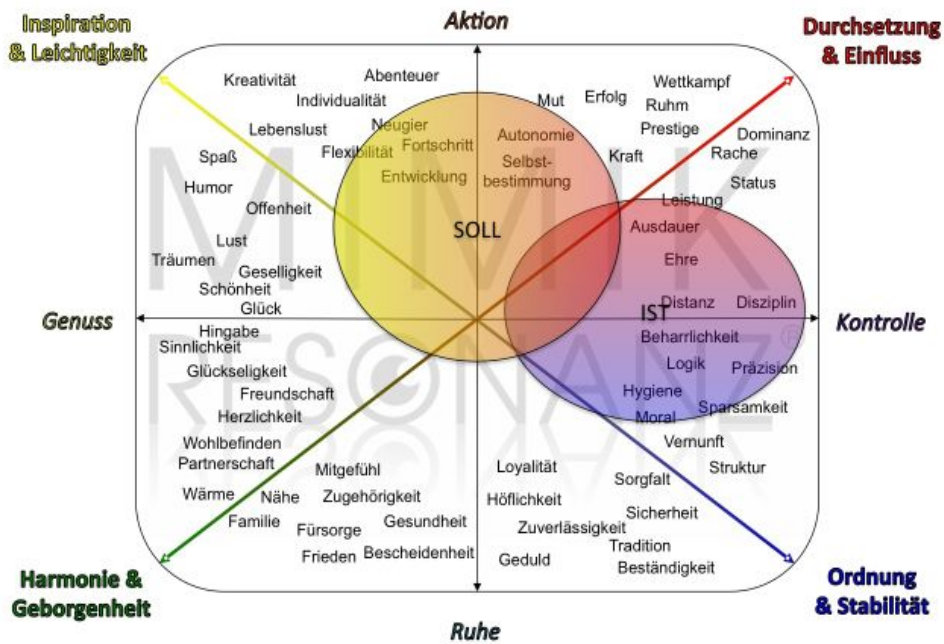 Inspiration
& Leichtigkeit
Aktion
Durchsetzung
& Einfluss
Kreativität
Abenteuer
Individualität
Mut
Erfolg
Wettkampf
Ruhm
Lebenslust
Neugier
Prestige
Autonomie
Dominanz
Flexibilität
Fortschritt
Spaß
Kraft
Rache
Selbst-
bestimmung
Entwicklung
Humor
Status
Offenheit
Leistung
SOLL
Ausdauer
Lust
Träumen
Ehre
Geselligkeit
Schönheit
Glück
Distanz
Disziplin
IST
Genuss
Kontrolle
Hingabe
Sinnlichkeit
Beharrlichkeit
Glückseligkeit
Logik
Präzision
Freundschaft
Hygiene
Herzlichkeit
Moral
Sparsamkeit
Wohlbefinden
Vernunft
Partnerschaft
Mitgefühl
Loyalität
Struktur
Sorgfalt
Wärme
Nähe
Zugehörigkeit
Höflichkeit
Sicherheit
Familie
Fürsorge
Gesundheit
Zuverlässigkeit
Frieden
Bescheidenheit
Geduld
Tradition
Beständigkeit
Harmonie &
Geborgenheit
Ruhe
Ordnung
& Stabilität
MIMIK
RESONANZ®